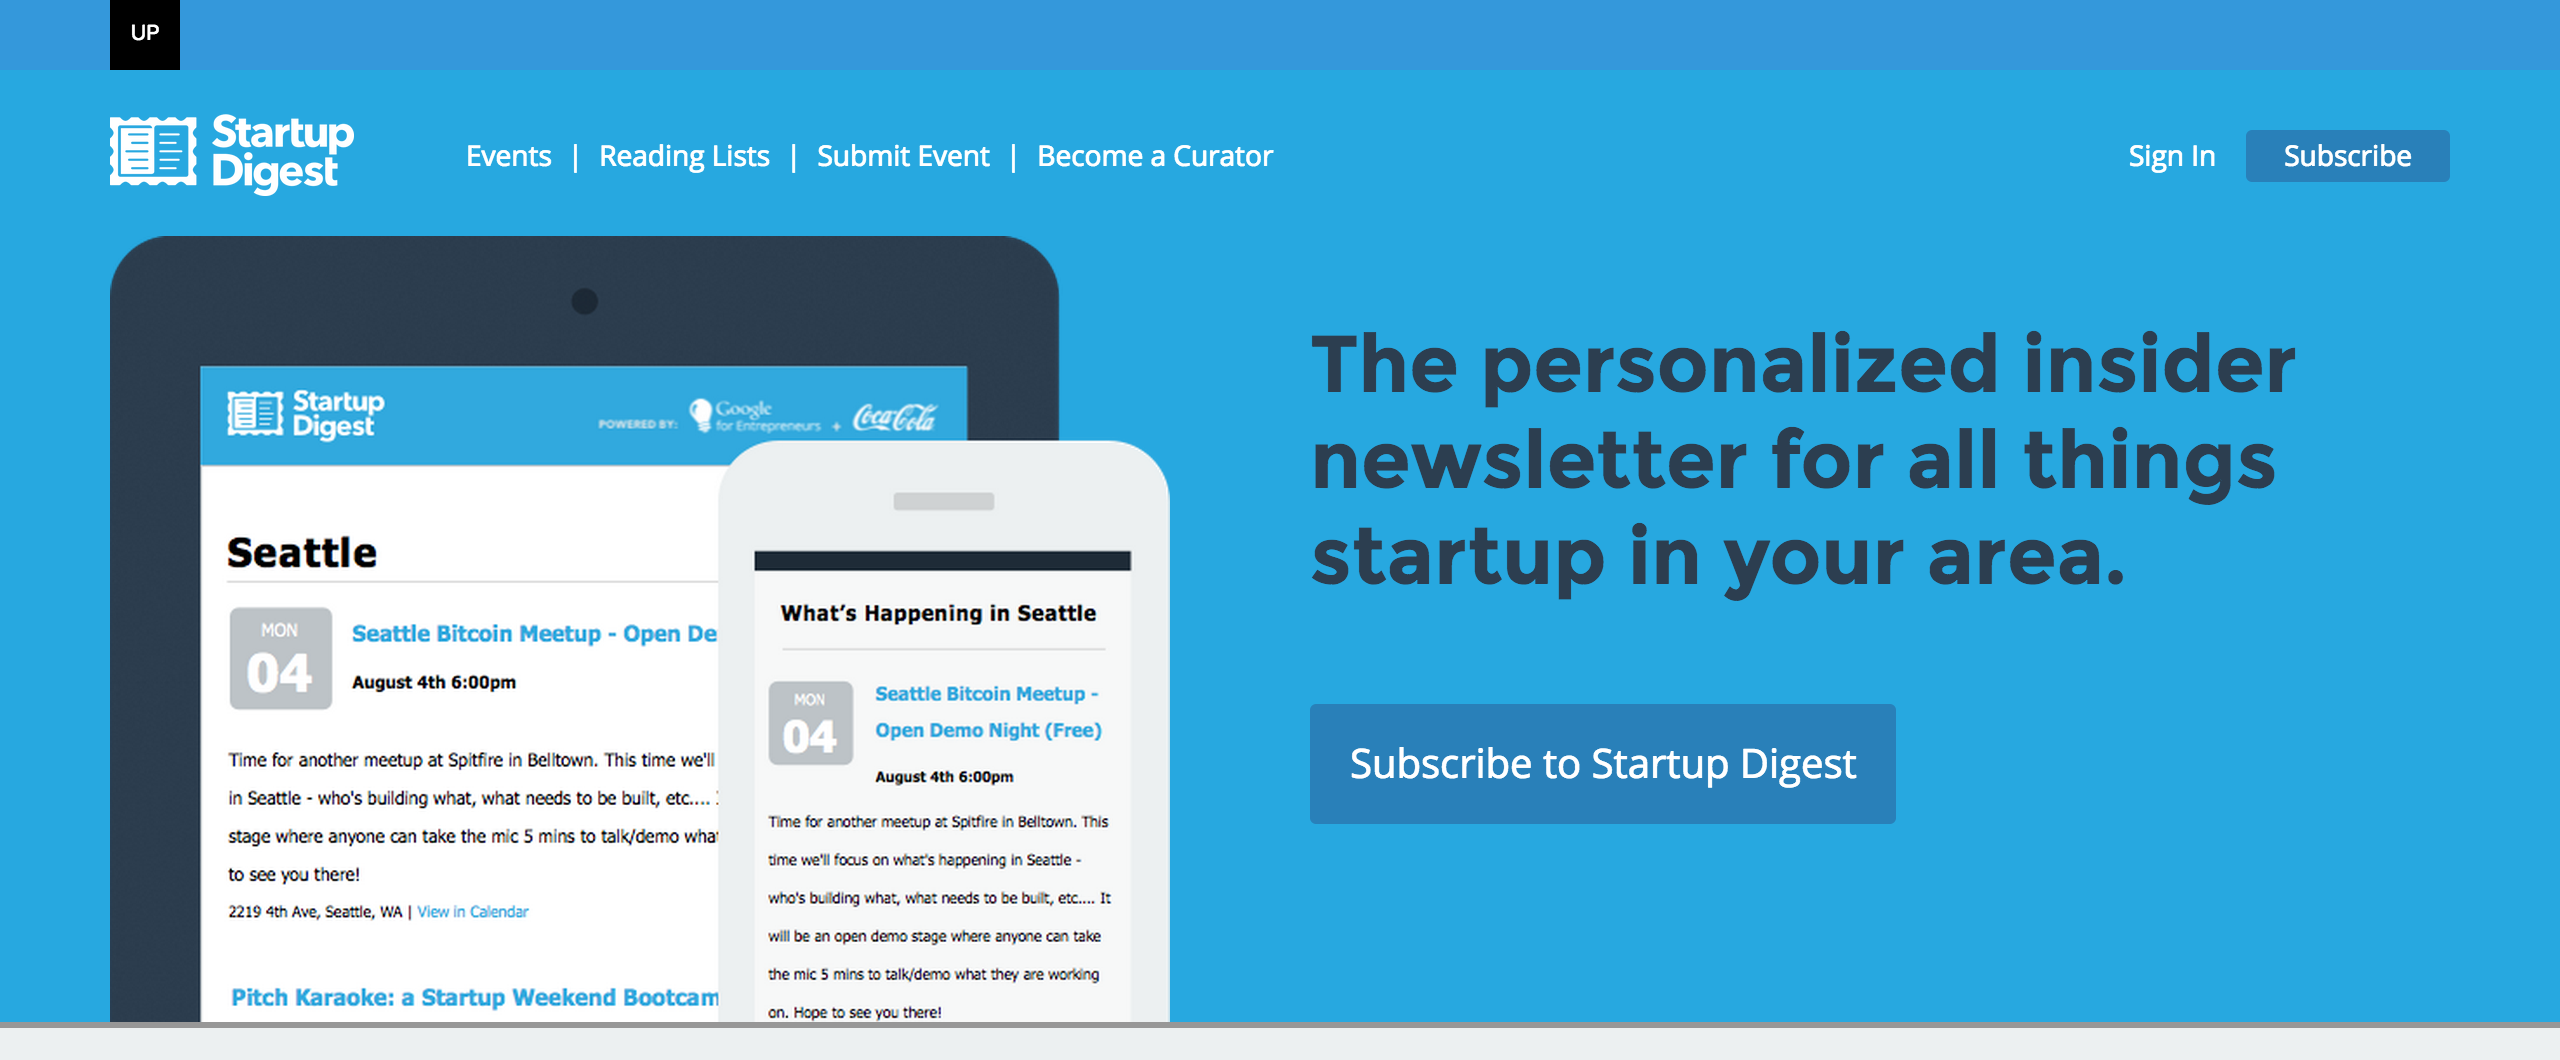 UP
Startup
Digest
Events | Reading Lists | Submit Event | Become a Curator
Sign In
Subscribe
Startup
Digest
POWERED BY: Google for Entrepreneurs + Coca-Cola
Seattle
MON
04
Seattle Bitcoin Meetup - Open De
August 4th 6:00pm
Time for another meetup at Spitfire in Belltown. This time we'll
in Seattle - who's building what, what needs to be built, etc....
stage where anyone can take the mic 5 mins to talk/demo what
to see you there!
2219 4th Ave, Seattle, WA | View in Calendar
Pitch Karaoke: a Startup Weekend Bootcam
What's Happening in Seattle
MON
04
Seattle Bitcoin Meetup -
Open Demo Night (Free)
August 4th 6:00pm
Time for another meetup at Spitfire in Belltown. This
time we'll focus on what's happening in Seattle -
who's building what, what needs to be built, etc.... It
will be an open demo stage where anyone can take
the mic 5 mins to talk/demo what they are working
on. Hope to see you there!
The personalized insider
newsletter for all things
startup in your area.
Subscribe to Startup Digest